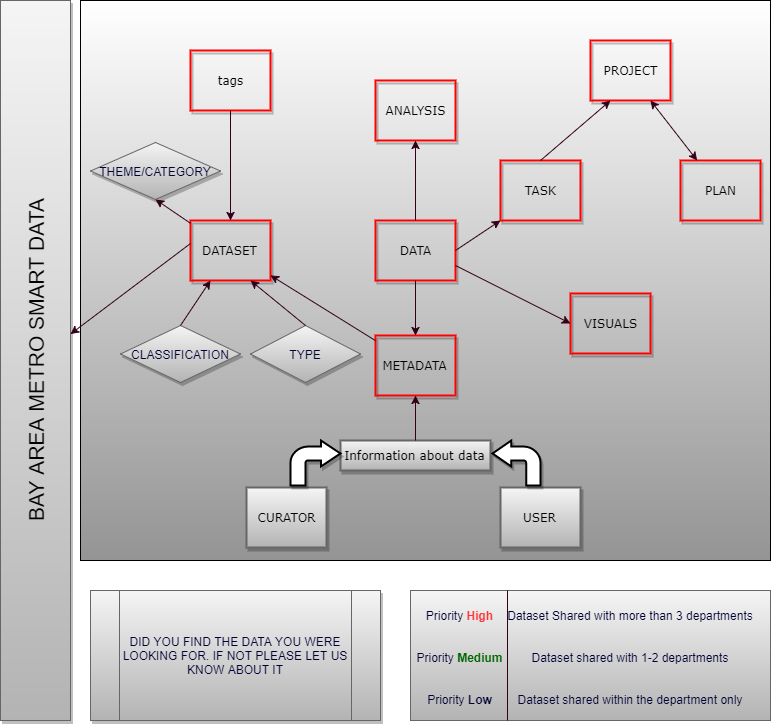 BAY AREA METRO SMART DATA
tags
ANALYSIS
PROJECT
THEME/CATEGORY
TASK
PLAN
DATASET
DATA
VISUALS
CLASSIFICATION
TYPE
METADATA
Information about data
CURATOR
USER
DID YOU FIND THE DATA YOU WERE
LOOKING FOR. IF NOT PLEASE LET US
KNOW ABOUT IT
Priority High Dataset Shared with more than 3 departments
Priority Medium Dataset shared with 1-2 departments
Priority Low Dataset shared within the department only